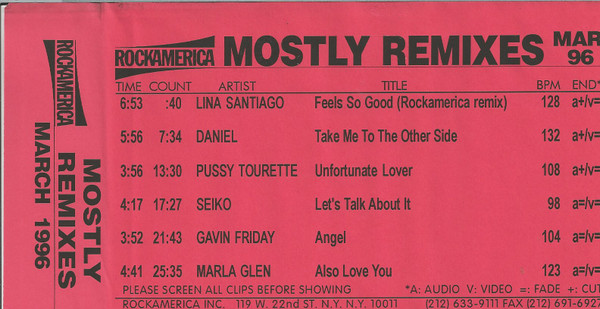 ROCKAMERICA MOSTLY REMIXES MAR 96
TIME COUNT ARTIST TITLE BPM END*
6:53 :40 LINA SANTIAGO Feels So Good (Rockamerica remix) 128 a+/v=
5:56 7:34 DANIEL Take Me To The Other Side 132 a+/v=
3:56 13:30 PUSSY TOURETTE Unfortunate Lover 108 a+/v=
4:17 17:27 SEIKO Let's Talk About It 98 a=/v=
3:52 21:43 GAVIN FRIDAY Angel 104 a=/v=
4:41 25:35 MARLA GLEN Also Love You 123 a=/v=
PLEASE SCREEN ALL CLIPS BEFORE SHOWING *A: AUDIO V: VIDEO =: FADE +: CUT
ROCKAMERICA INC. 119 W. 22nd ST. N.Y. N.Y. 10011 (212) 633-9111 FAX (212) 691-692
ROCKAMERICA
MOSTLY
REMIXES
MARCH 1996